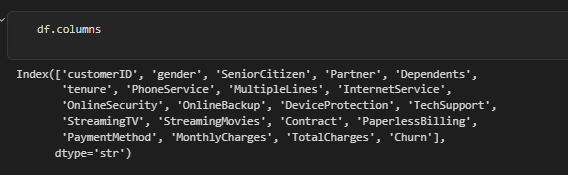 df.columns
Index(['customerID', 'gender', 'SeniorCitizen', 'Partner', 'Dependents',
'tenure', 'PhoneService', 'MultipleLines', 'InternetService',
'OnlineSecurity', 'OnlineBackup', 'DeviceProtection', 'TechSupport',
'StreamingTV', 'StreamingMovies', 'Contract', 'PaperlessBilling',
'PaymentMethod', 'MonthlyCharges', 'TotalCharges', 'Churn'],
dtype='str')